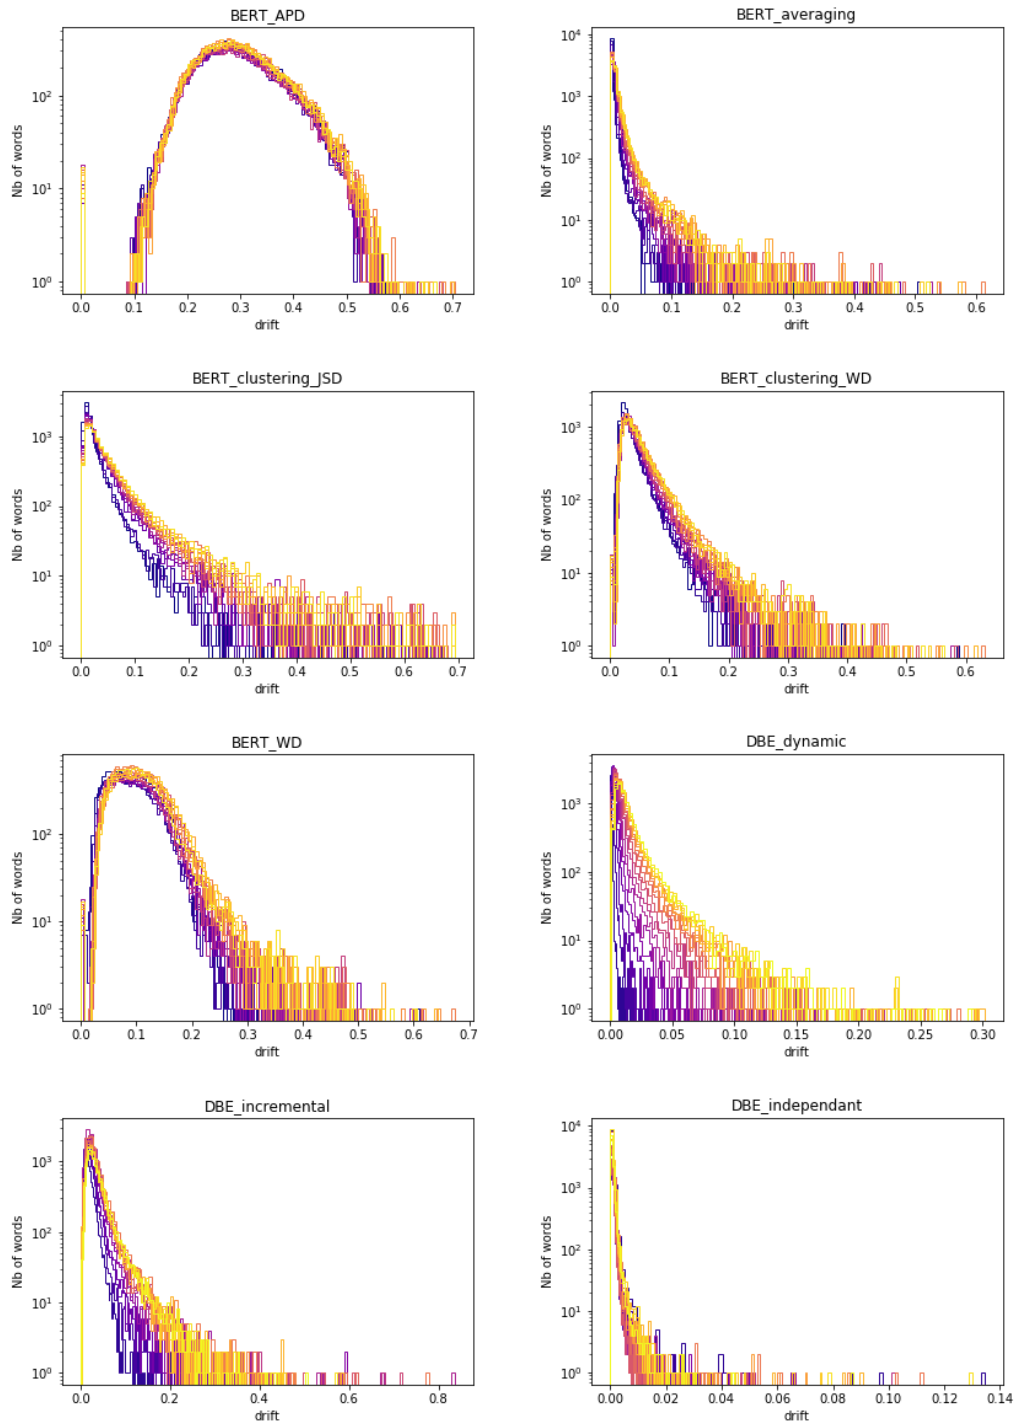 BERT_APD
Nb of words
10²
10¹
10⁰
0.0 0.1 0.2 0.3 0.4 0.5 0.6 0.7
drift
BERT_averaging
Nb of words
10⁴
10³
10²
10¹
10⁰
0.0 0.1 0.2 0.3 0.4 0.5 0.6
drift
BERT_clustering_JSD
Nb of words
10³
10²
10¹
10⁰
0.0 0.1 0.2 0.3 0.4 0.5 0.6 0.7
drift
BERT_clustering_WD
Nb of words
10³
10²
10¹
10⁰
0.0 0.1 0.2 0.3 0.4 0.5 0.6
drift
BERT_WD
Nb of words
10²
10¹
10⁰
0.0 0.1 0.2 0.3 0.4 0.5 0.6 0.7
drift
DBE_dynamic
Nb of words
10³
10²
10¹
10⁰
0.00 0.05 0.10 0.15 0.20 0.25 0.30
drift
DBE_incremental
Nb of words
10³
10²
10¹
10⁰
0.0 0.2 0.4 0.6 0.8
drift
DBE_independant
Nb of words
10⁴
10³
10²
10¹
10⁰
0.00 0.02 0.04 0.06 0.08 0.10 0.12 0.14
drift